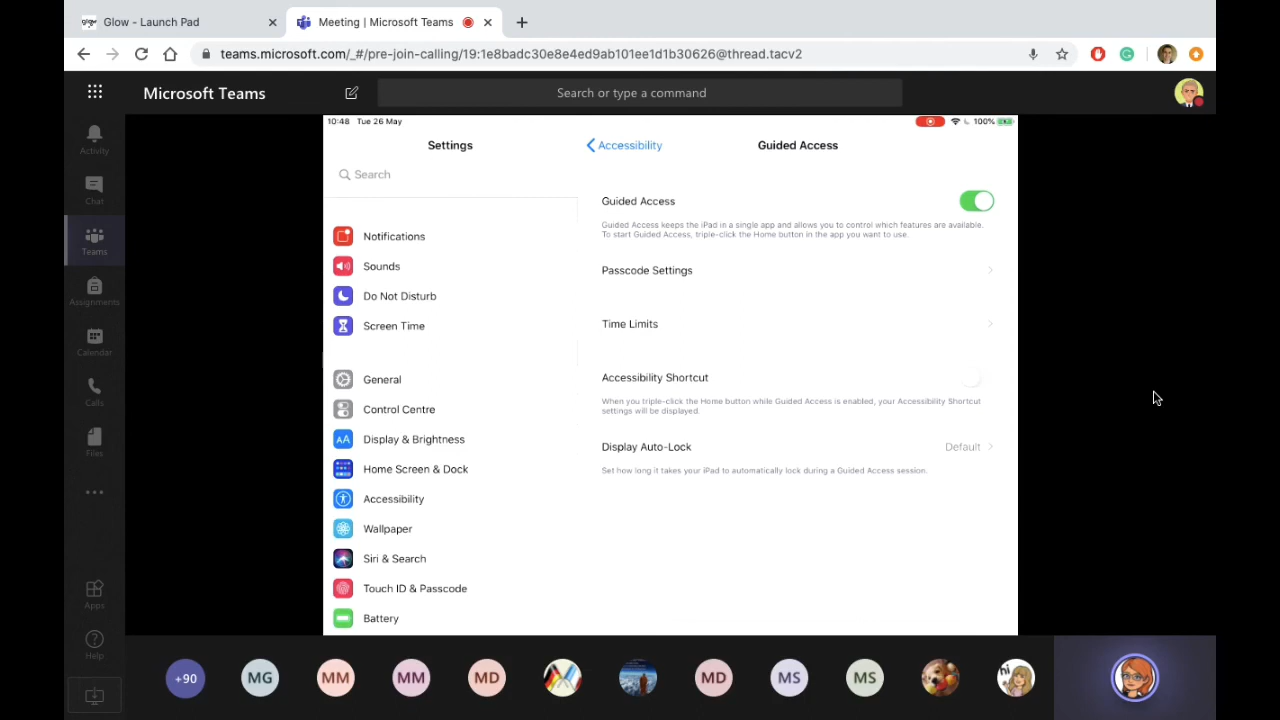 Glow - Launch Pad
Meeting | Microsoft Teams
teams.microsoft.com/_#/pre-join-calling/19:1e8badc30e8e4ed9ab101ee1d1b30626@thread.tacv2
Microsoft Teams
Search or type a command
Activity
Chat
Teams
Assignments
Calendar
Calls
Files
Apps
Help
10:48 Tue 26 May
100%
Settings
Search
Notifications
Sounds
Do Not Disturb
Screen Time
General
Control Centre
Display & Brightness
AA
Home Screen & Dock
Accessibility
Wallpaper
Siri & Search
Touch ID & Passcode
Battery
Accessibility
Guided Access
Guided Access
Guided Access keeps the iPad in a single app and allows you to control which features are available.
To start Guided Access, triple-click the Home button in the app you want to use.
Passcode Settings
Time Limits
Accessibility Shortcut
When you triple-click the Home button while Guided Access is enabled, your Accessibility Shortcut
settings will be displayed.
Display Auto-Lock Default
Set how long it takes your iPad to automatically lock during a Guided Access session.
+90 MG MM MM MD MD MS MS hi